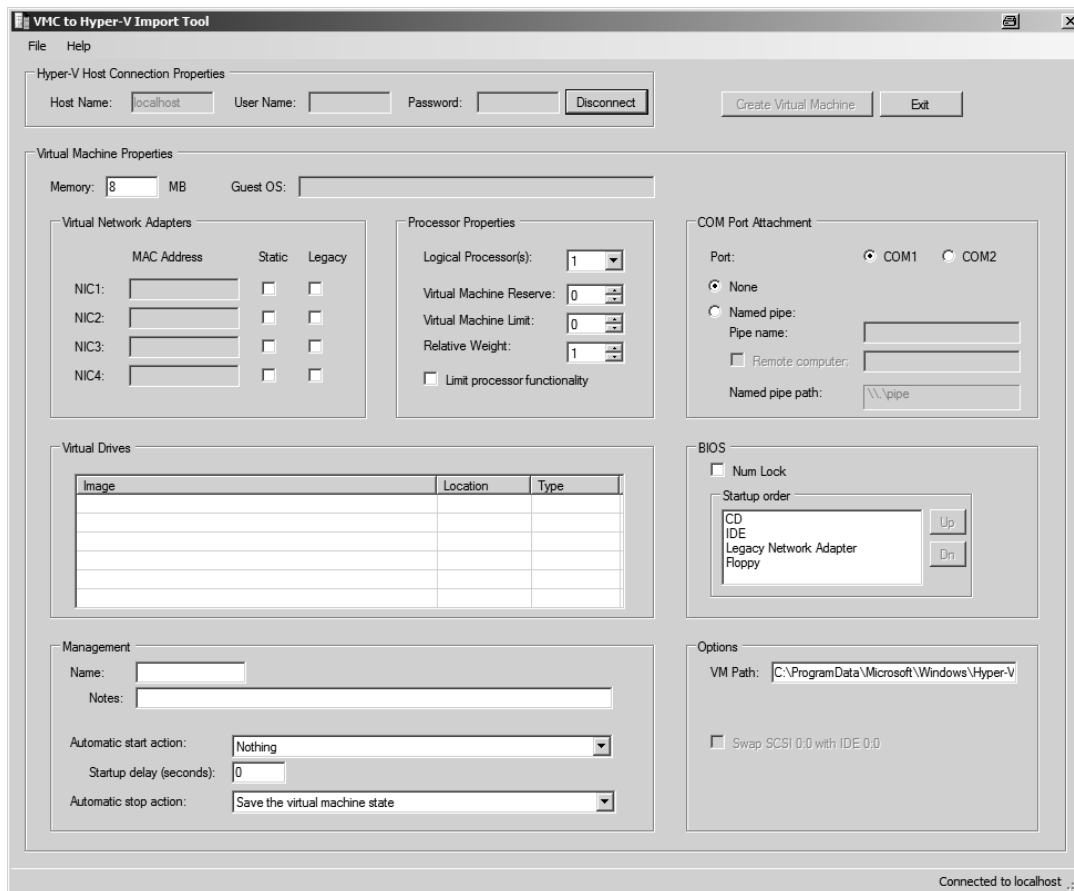 VMC to Hyper-V Import Tool
File Help
Hyper-V Host Connection Properties
Host Name: localhost User Name: Password: Disconnect
Create Virtual Machine Exit
Virtual Machine Properties
Memory: 8 MB Guest OS:
Virtual Network Adapters
MAC Address Static Legacy
NIC1:
NIC2:
NIC3:
NIC4:
Processor Properties
Logical Processor(s): 1
Virtual Machine Reserve: 0
Virtual Machine Limit: 0
Relative Weight: 1
Limit processor functionality
COM Port Attachment
Port: COM1 COM2
None
Named pipe:
Pipe name:
Remote computer:
Named pipe path: \\.\pipe
Virtual Drives
Image Location Type
BIOS
Num Lock
Startup order
CD
IDE
Legacy Network Adapter
Floppy
Up
Dn
Management
Name:
Notes:
Automatic start action: Nothing
Startup delay (seconds): 0
Automatic stop action: Save the virtual machine state
Options
VM Path: C:\ProgramData\Microsoft\Windows\Hyper-V
Swap SCSI 0:0 with IDE 0:0
Connected to localhost